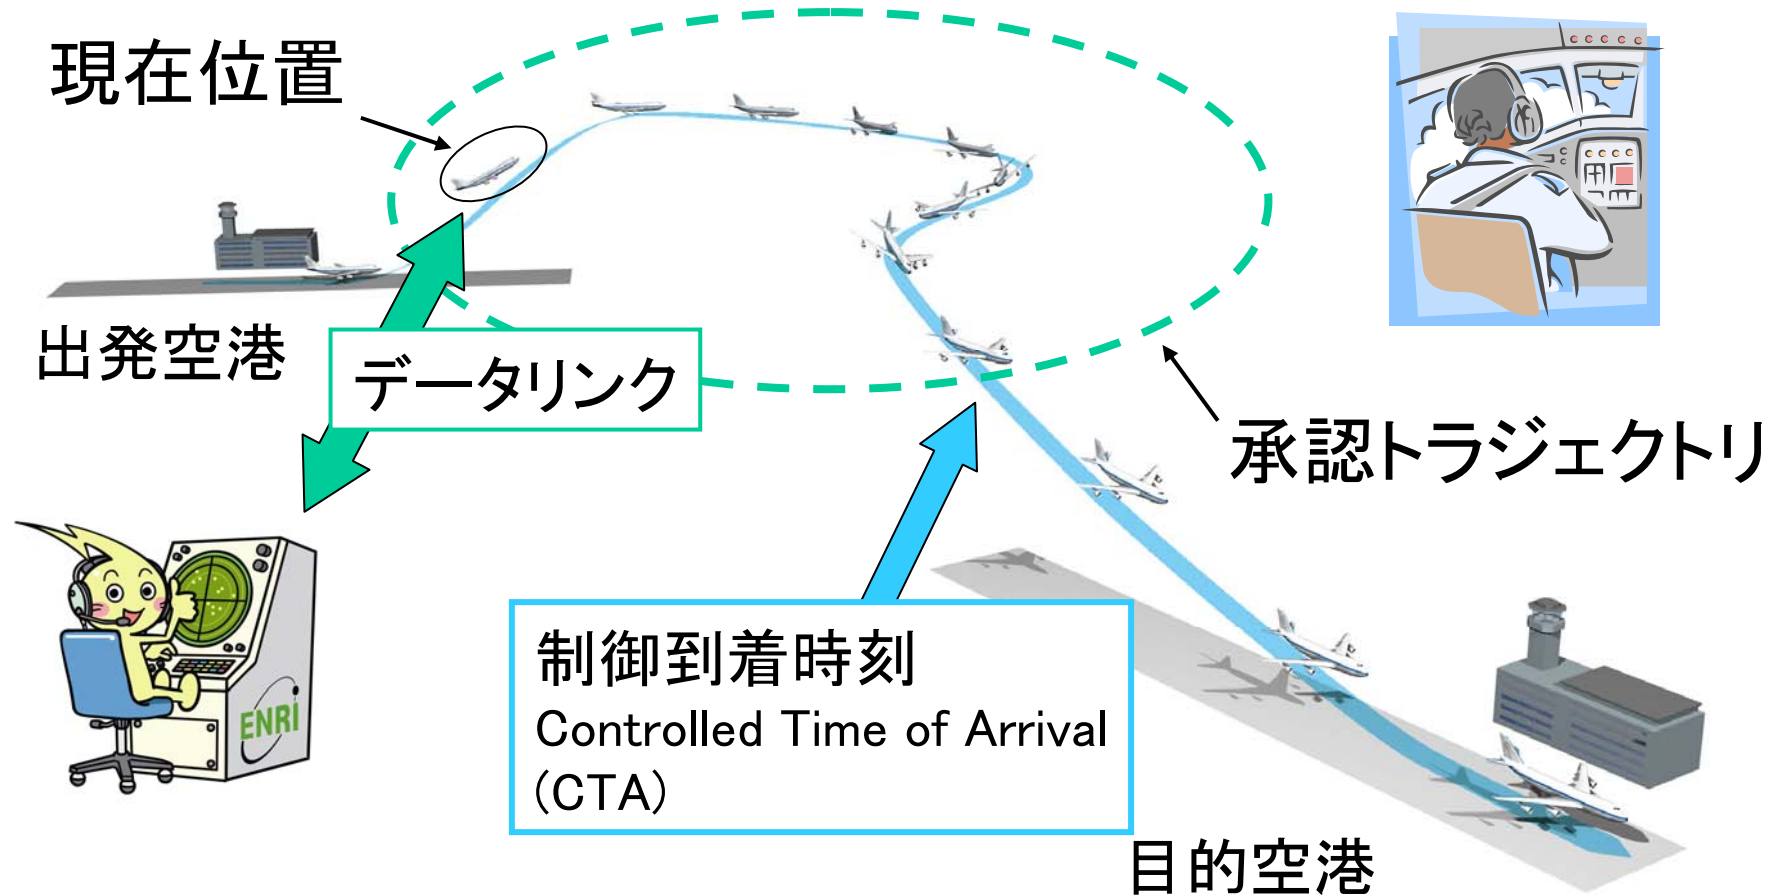 現在位置
出発空港
データリンク
承認トラジェクトリ
ENRI
制御到着時刻
Controlled Time of Arrival
(CTA)
目的空港